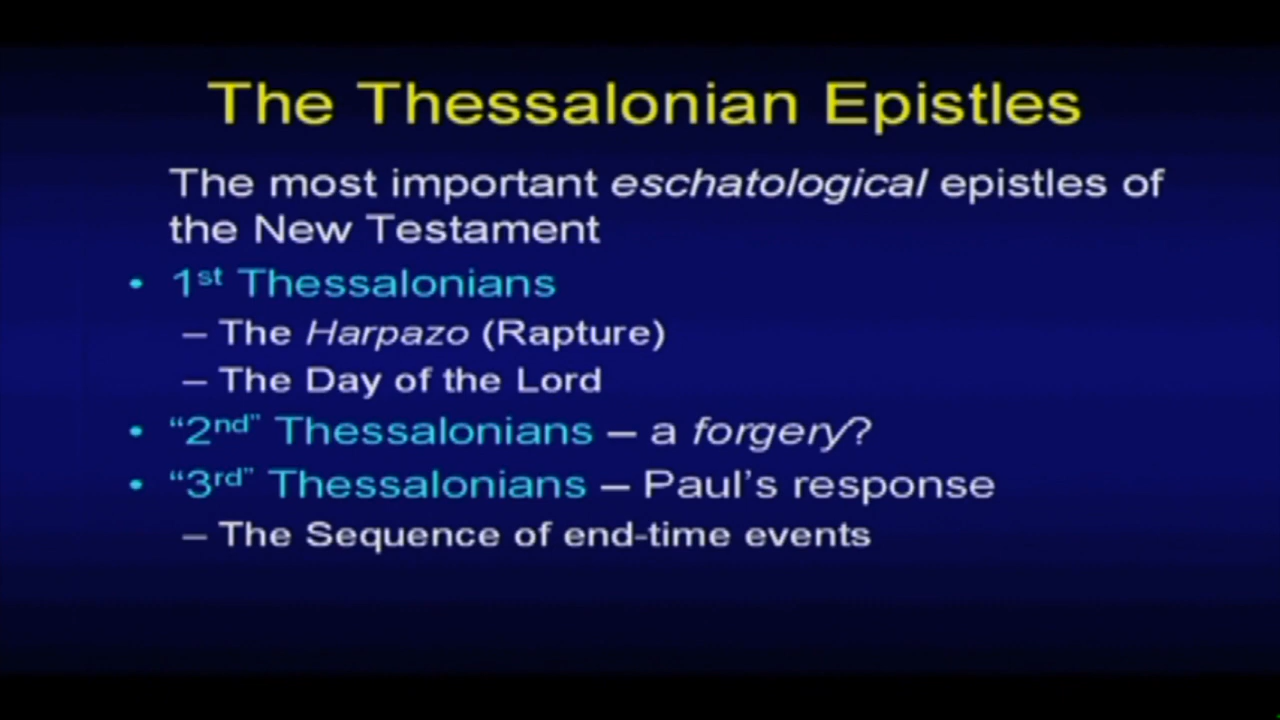 The Thessalonian Epistles
The most important eschatological epistles of
the New Testament
• 1st Thessalonians
– The Harpazo (Rapture)
– The Day of the Lord
• “2nd” Thessalonians – a forgery?
• “3rd” Thessalonians – Paul’s response
– The Sequence of end-time events